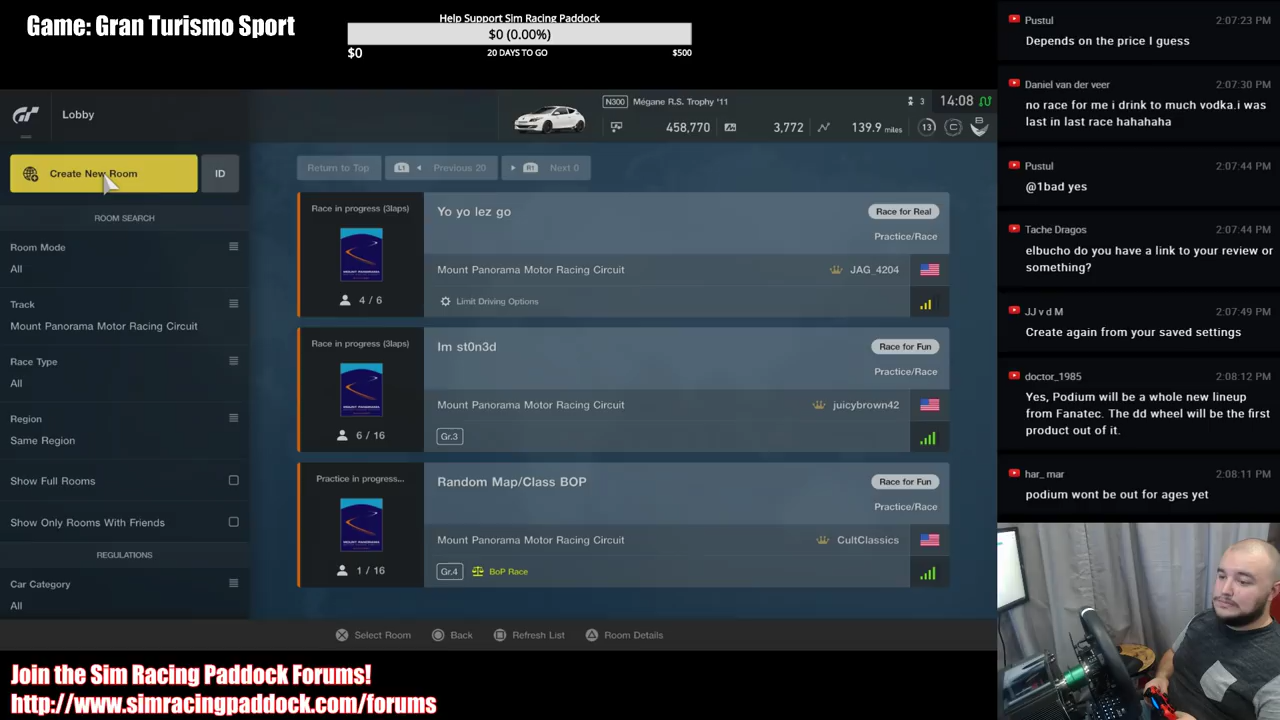 Game: Gran Turismo Sport
Help Support Sim Racing Paddock
$0 (0.00%)
$0
20 DAYS TO GO
$500
Lobby
N300 Mégane R.S. Trophy '11
3
14:08
458,770
3,772
139.9 miles
13
C
Create New Room
ID
Return to Top
L1 Previous 20
R1 Next 0
ROOM SEARCH
Room Mode
All
Track
Mount Panorama Motor Racing Circuit
Race Type
All
Region
Same Region
Show Full Rooms
Show Only Rooms With Friends
REGULATIONS
Car Category
All
Race in progress (3laps)
MOUNT PANORAMA
4 / 6
Yo yo lez go
Race for Real
Practice/Race
Mount Panorama Motor Racing Circuit
JAG_4204
Limit Driving Options
Race in progress (3laps)
MOUNT PANORAMA
6 / 16
Im st0n3d
Race for Fun
Practice/Race
Mount Panorama Motor Racing Circuit
juicybrown42
Gr.3
Practice in progress...
MOUNT PANORAMA
1 / 16
Random Map/Class BOP
Race for Fun
Practice/Race
Mount Panorama Motor Racing Circuit
CultClassics
Gr.4
BoP Race
Select Room
Back
Refresh List
Room Details
Join the Sim Racing Paddock Forums!
http://www.simracingpaddock.com/forums
Pustul
2:07:23 PM
Depends on the price I guess
Daniel van der veer
2:07:30 PM
no race for me i drink to much vodka.i was
last in last race hahahaha
Pustul
2:07:44 PM
@1bad yes
Tache Dragos
2:07:44 PM
elbucho do you have a link to your review or
something?
JJ v d M
2:07:49 PM
Create again from your saved settings
doctor_1985
2:08:12 PM
Yes, Podium will be a whole new lineup
from Fanatec. The dd wheel will be the first
product out of it.
har_mar
2:08:11 PM
podium wont be out for ages yet